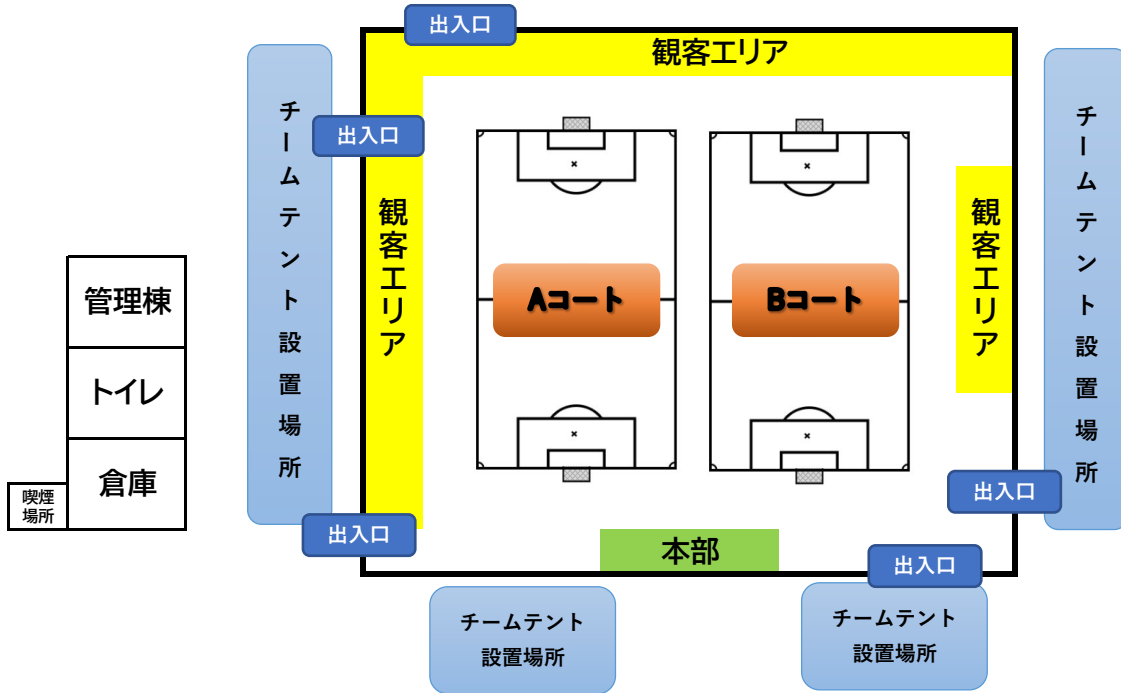 出入口
観客エリア
チームテント設置場所
出入口
チームテント設置場所
観客エリア
観客エリア
管理棟
Aコート
Bコート
トイレ
倉庫
喫煙
場所
出入口
出入口
本部
出入口
チームテント
設置場所
チームテント
設置場所